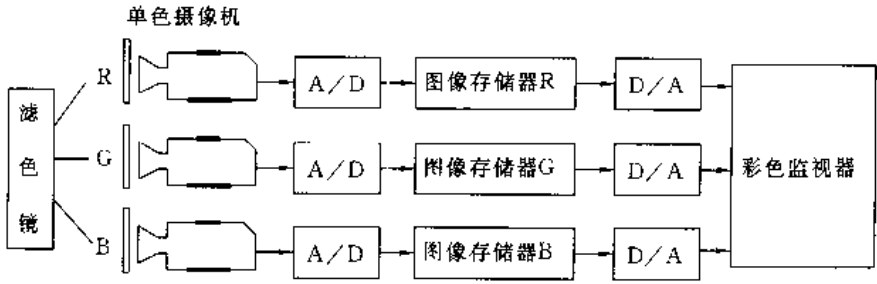 单色摄像机
R
A/D
图像存储器R
D/A
滤色镜
G
A/D
图像存储器G
D/A
彩色监视器
B
A/D
图像存储器B
D/A